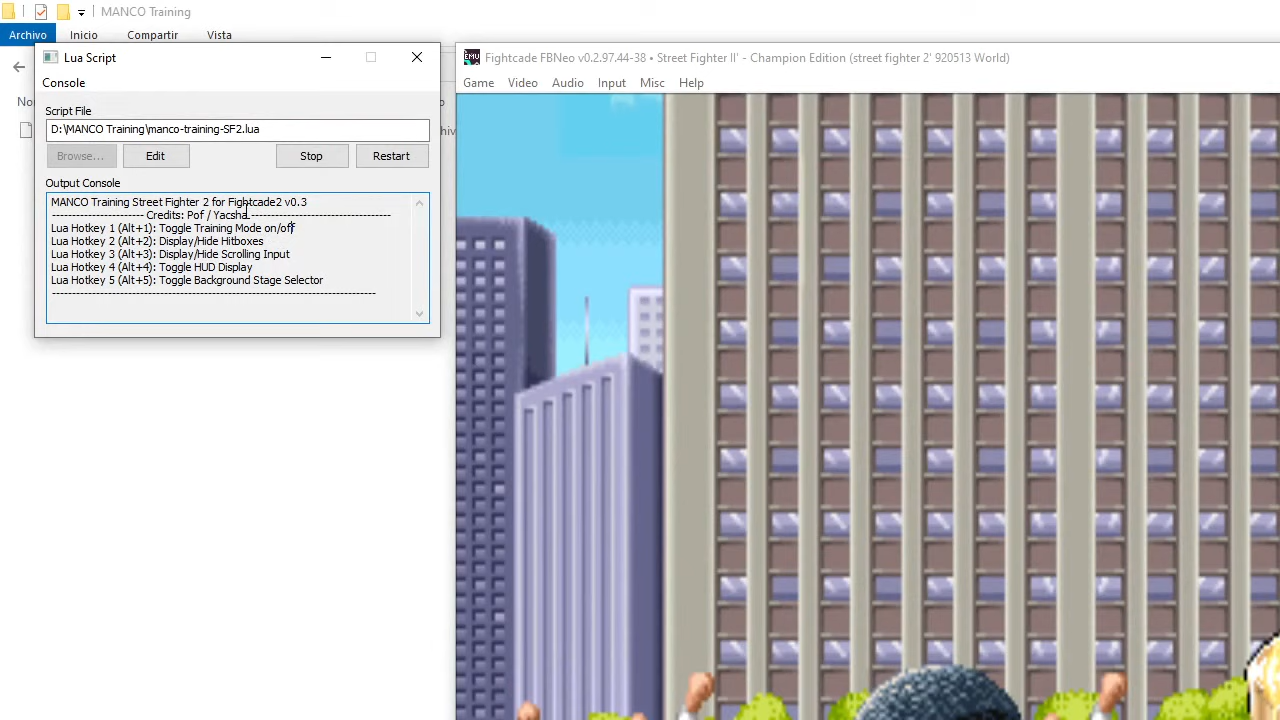 MANCO Training
Archivo Inicio Compartir Vista
Lua Script
Console
Script File
D:\MANCO Training\manco-training-SF2.lua
Browse... Edit Stop Restart
Output Console
MANCO Training Street Fighter 2 for Fightcade2 v0.3
----------------------- Credits: Pof / Yacsha -----------------------------------
Lua Hotkey 1 (Alt+1): Toggle Training Mode on/off
Lua Hotkey 2 (Alt+2): Display/Hide Hitboxes
Lua Hotkey 3 (Alt+3): Display/Hide Scrolling Input
Lua Hotkey 4 (Alt+4): Toggle HUD Display
Lua Hotkey 5 (Alt+5): Toggle Background Stage Selector
---------------------------------------------------------------------------------
Fightcade FBNeo v0.2.97.44-38 • Street Fighter II' - Champion Edition (street fighter 2' 920513 World)
Game Video Audio Input Misc Help